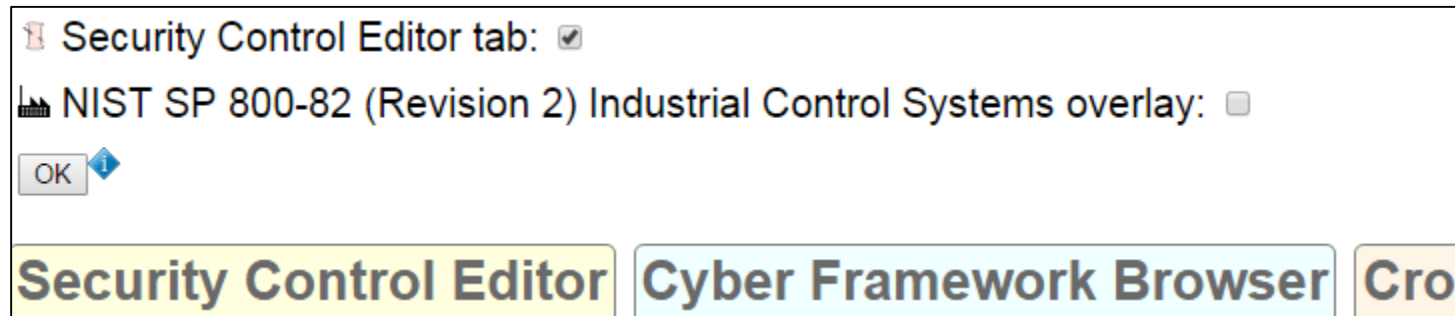 Security Control Editor tab:
NIST SP 800-82 (Revision 2) Industrial Control Systems overlay:
OK i
Security Control Editor Cyber Framework Browser Cro